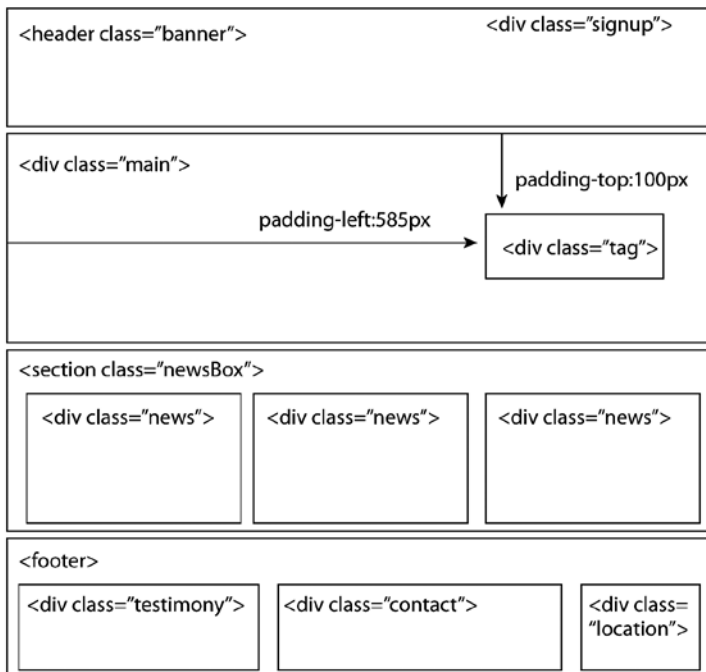 <header class="banner">
<div class="signup">
<div class="main">
padding-top:100px
padding-left:585px
<div class="tag">
<section class="newsBox">
<div class="news">
<div class="news">
<div class="news">
<footer>
<div class="testimony">
<div class="contact">
<div class=
"location">